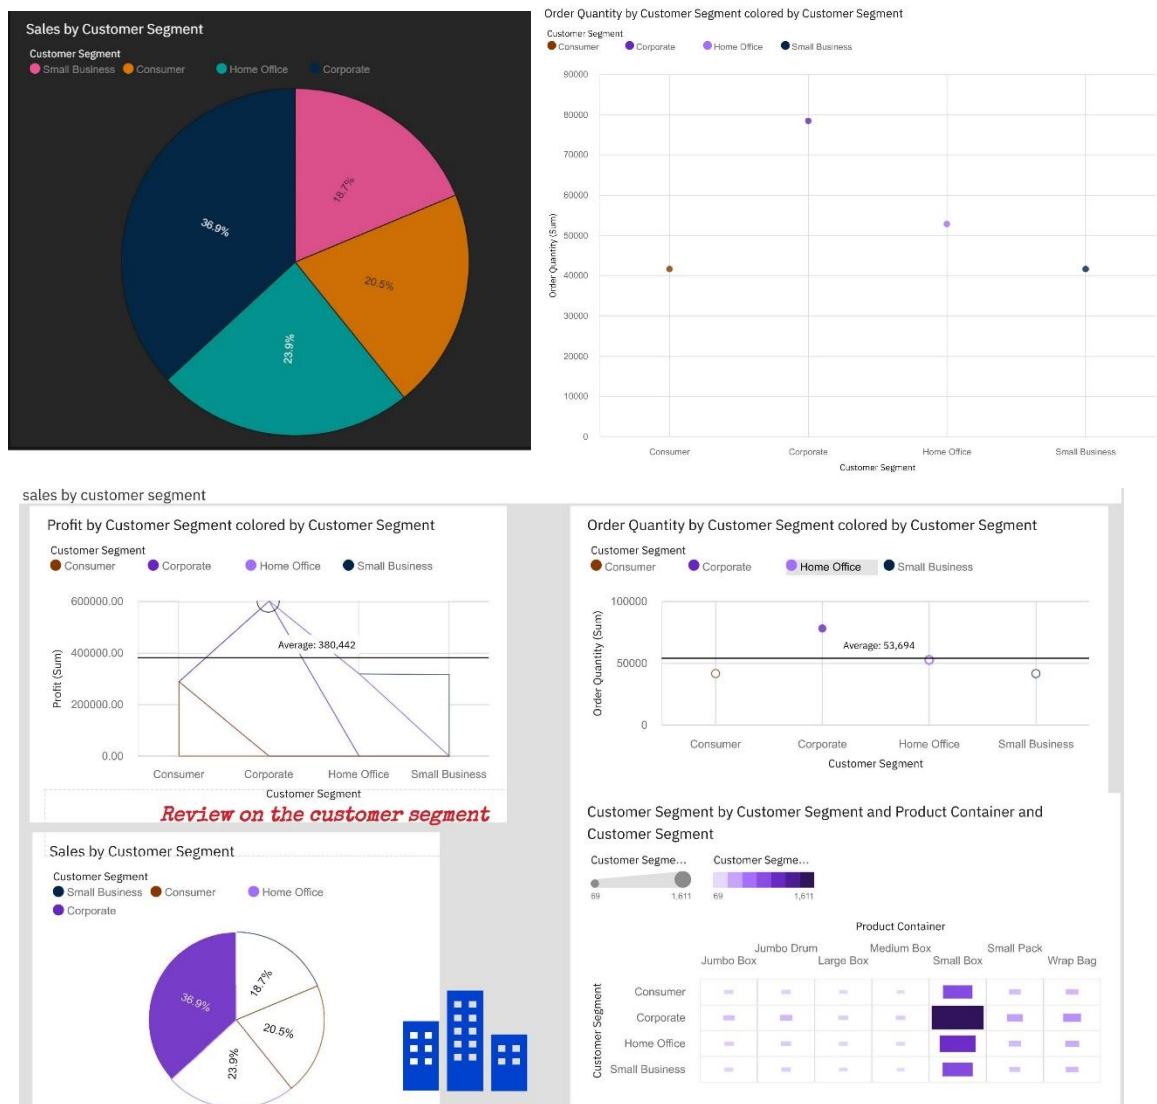 Sales by Customer Segment
Customer Segment
Small Business Consumer Home Office Corporate
18.7%
36.9%
20.5%
23.9%
Order Quantity by Customer Segment colored by Customer Segment
Customer Segment
Consumer Corporate Home Office Small Business
90000
80000
70000
60000
50000
40000
30000
20000
10000
0
Order Quantity (Sum)
Consumer Corporate Home Office Small Business
Customer Segment
sales by customer segment
Profit by Customer Segment colored by Customer Segment
Customer Segment
Consumer Corporate Home Office Small Business
600000.00
Average: 380,442
400000.00
200000.00
0.00
Profit (Sum)
Consumer Corporate Home Office Small Business
Customer Segment
Review on the customer segment
Order Quantity by Customer Segment colored by Customer Segment
Customer Segment
Consumer Corporate Home Office Small Business
100000
Average: 53,694
50000
0
Order Quantity (Sum)
Consumer Corporate Home Office Small Business
Customer Segment
Sales by Customer Segment
Customer Segment
Small Business Consumer Home Office
Corporate
18.7%
36.9%
20.5%
23.9%
Customer Segment by Customer Segment and Product Container and
Customer Segment
Customer Segme... Customer Segme...
69 1,611 69 1,611
Product Container
Jumbo Drum Medium Box Small Pack
Jumbo Box Large Box Small Box Wrap Bag
Customer Segment
Consumer
Corporate
Home Office
Small Business